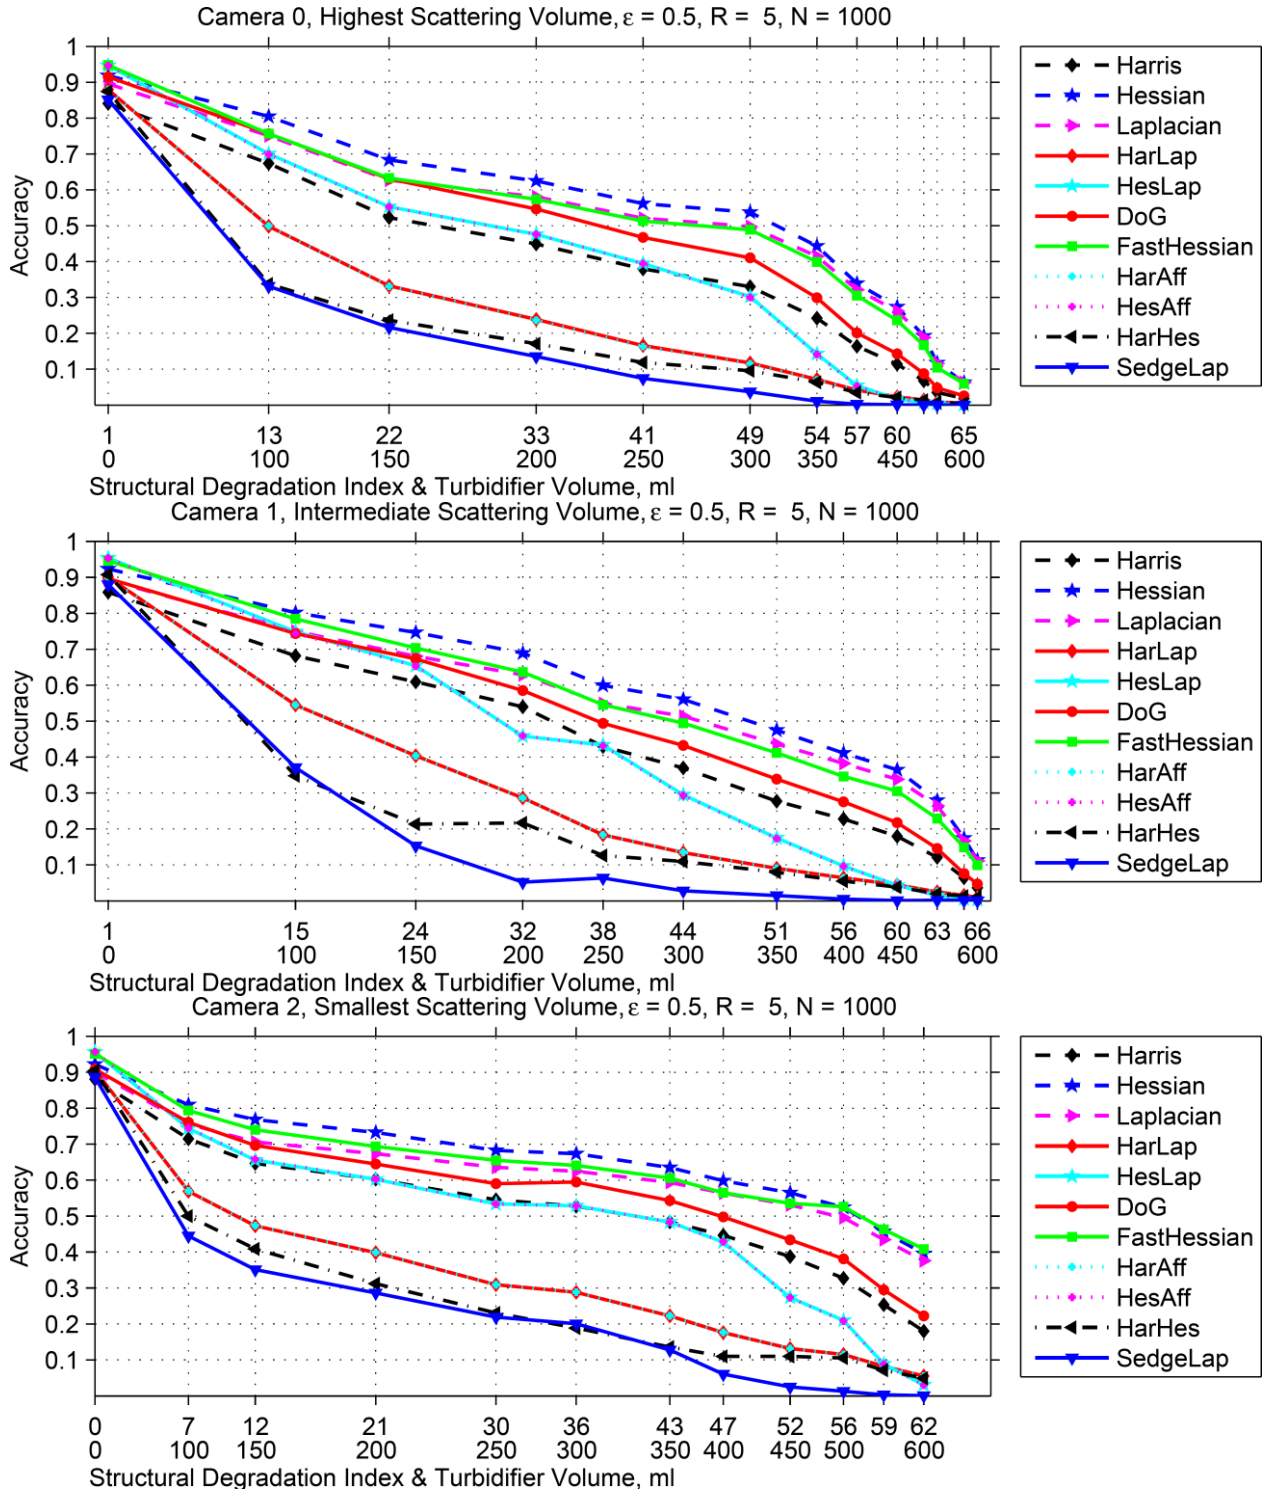 Camera 0, Highest Scattering Volume, ε = 0.5, R = 5, N = 1000
Accuracy
1
0.9
0.8
0.7
0.6
0.5
0.4
0.3
0.2
0.1
1 13 22 33 41 49 54 57 60 65
0 100 150 200 250 300 350 450 600
Structural Degradation Index & Turbidifier Volume, ml
Harris
Hessian
Laplacian
HarLap
HesLap
DoG
FastHessian
HarAff
HesAff
HarHes
SedgeLap
Camera 1, Intermediate Scattering Volume, ε = 0.5, R = 5, N = 1000
Accuracy
1
0.9
0.8
0.7
0.6
0.5
0.4
0.3
0.2
0.1
1 15 24 32 38 44 51 56 60 63 66
0 100 150 200 250 300 350 400 450 600
Structural Degradation Index & Turbidifier Volume, ml
Harris
Hessian
Laplacian
HarLap
HesLap
DoG
FastHessian
HarAff
HesAff
HarHes
SedgeLap
Camera 2, Smallest Scattering Volume, ε = 0.5, R = 5, N = 1000
Accuracy
1
0.9
0.8
0.7
0.6
0.5
0.4
0.3
0.2
0.1
0 7 12 21 30 36 43 47 52 56 59 62
0 100 150 200 250 300 350 400 450 500 600
Structural Degradation Index & Turbidifier Volume, ml
Harris
Hessian
Laplacian
HarLap
HesLap
DoG
FastHessian
HarAff
HesAff
HarHes
SedgeLap